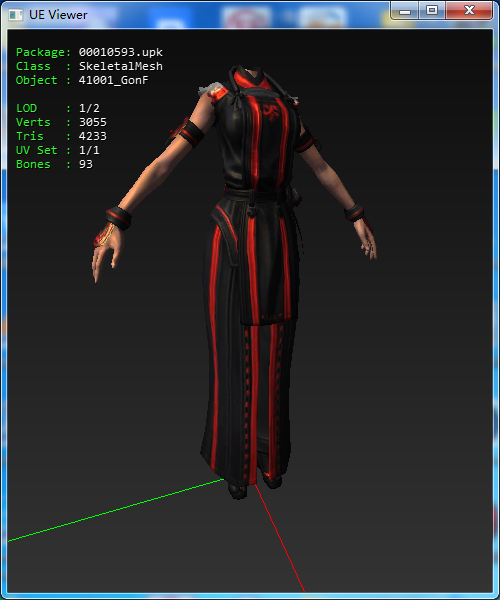 UE Viewer
Package: 00010593.upk
Class : SkeletalMesh
Object : 41001_GonF
LOD : 1/2
Verts : 3055
Tris : 4233
UV Set : 1/1
Bones : 93